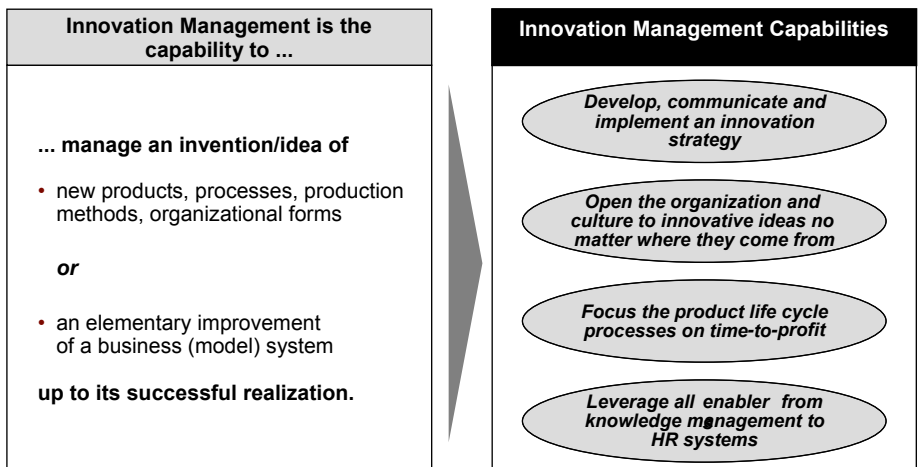 Innovation Management is the
capability to ...
... manage an invention/idea of
• new products, processes, production
methods, organizational forms
or
• an elementary improvement
of a business (model) system
up to its successful realization.
Innovation Management Capabilities
Develop, communicate and
implement an innovation
strategy
Open the organization and
culture to innovative ideas no
matter where they come from
Focus the product life cycle
processes on time-to-profit
Leverage all enabler from
knowledge management to
HR systems